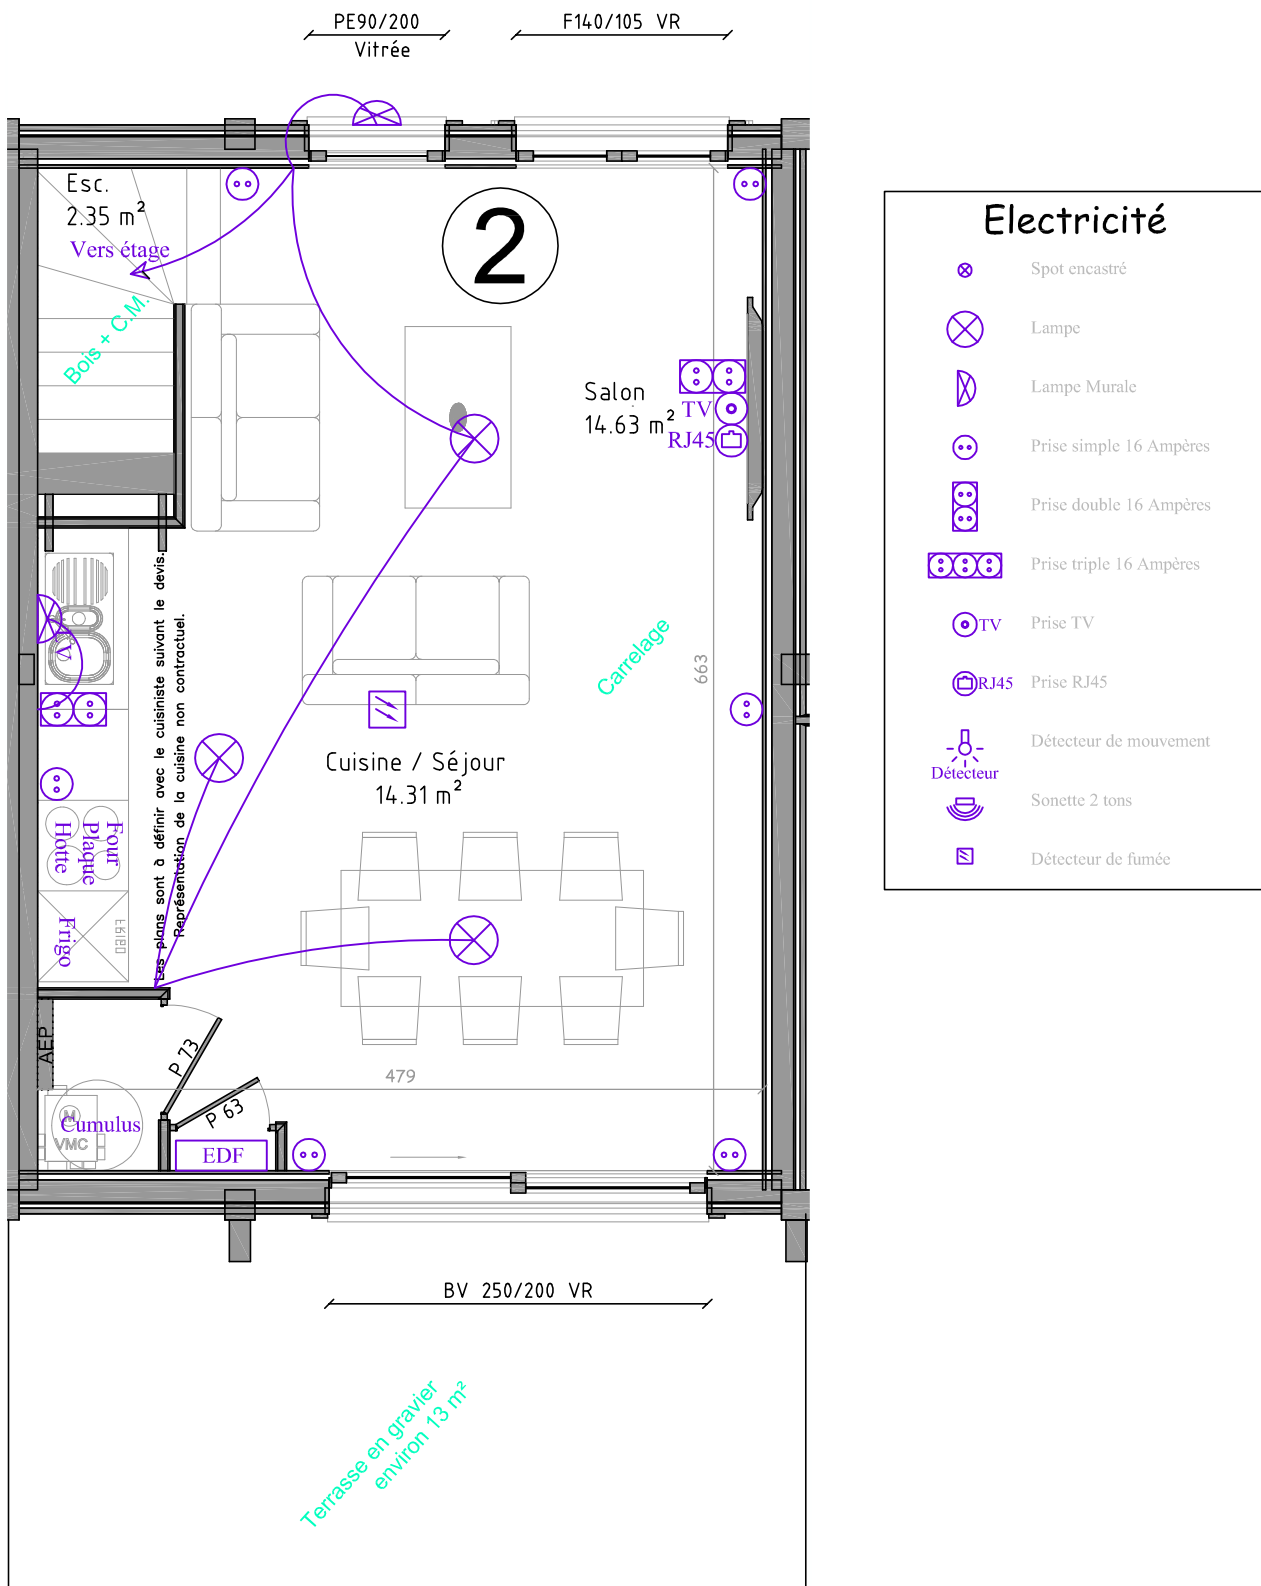 PE90/200
Vitrée
F140/105 VR
Esc.
2.35 m²
Vers étage
Bois + C.M.
2
Salon
14.63 m²
TV
RJ45
Carrelage
663
Les plans sont à définir avec le cuisiniste suivant le devis.
Représentation de la cuisine non contractuel.
Cuisine / Séjour
14.31 m²
Four
Plaque
Hotte
Frigo
FRIGO
AEP
P 73
P 63
479
M
VMC
Cumulus
EDF
BV 250/200 VR
Terrasse en gravier
environ 13 m²
Electricité
Spot encastré
Lampe
Lampe Murale
Prise simple 16 Ampères
Prise double 16 Ampères
Prise triple 16 Ampères
TV
Prise TV
RJ45
Prise RJ45
Détecteur de mouvement
Détecteur
Sonette 2 tons
Détecteur de fumée